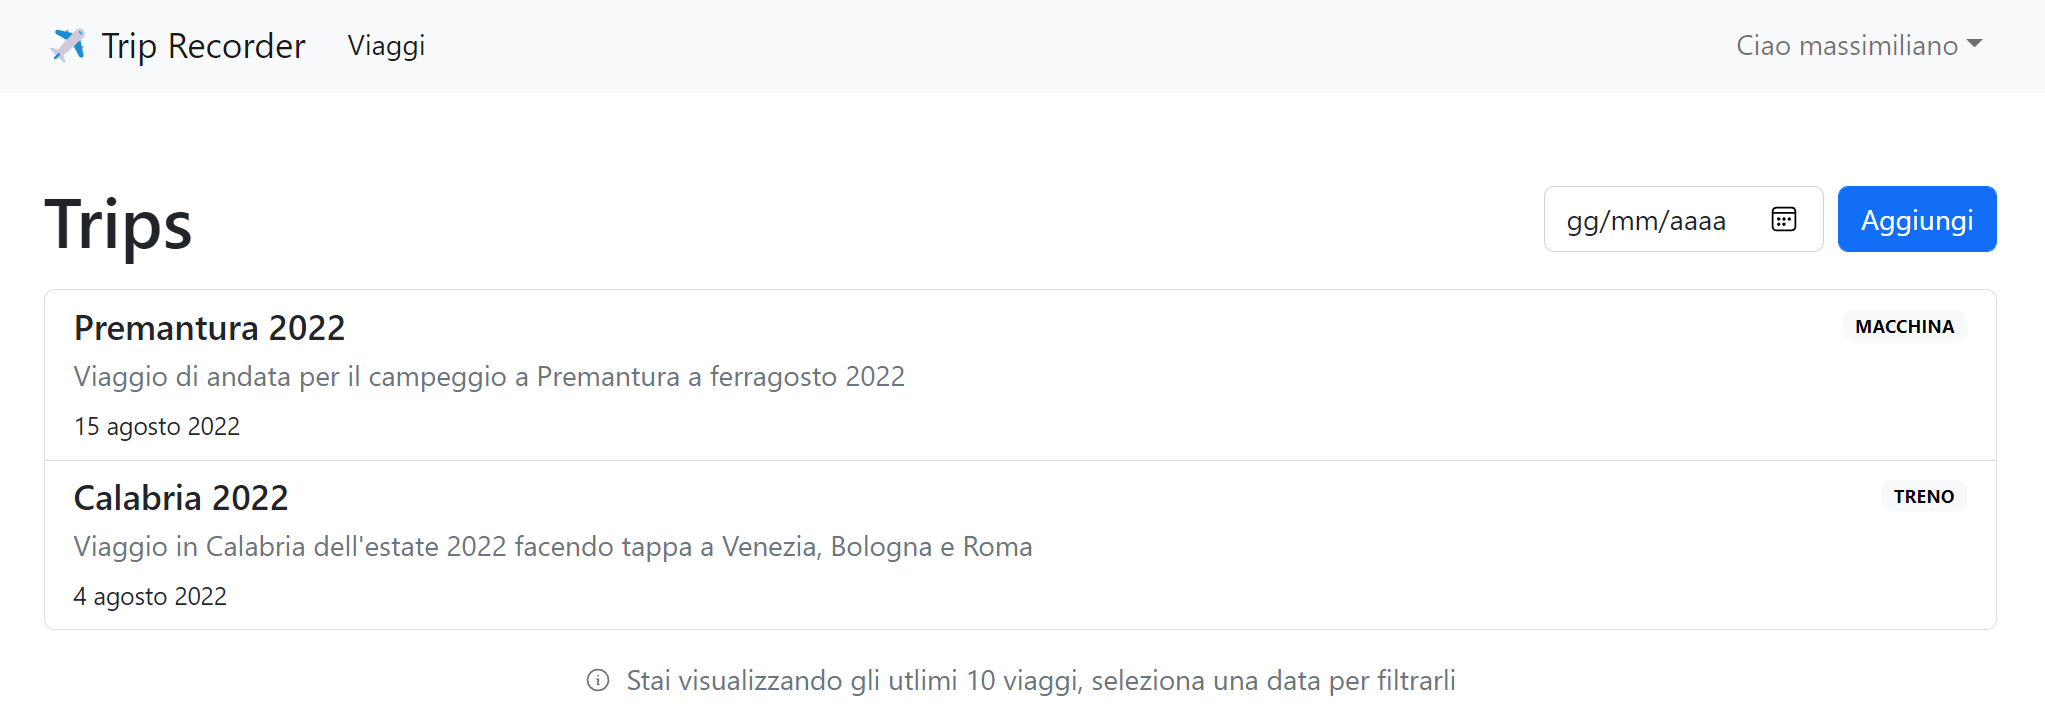 Trip Recorder Viaggi Ciao massimiliano
Trips gg/mm/aaaa Aggiungi
Premantura 2022 MACCHINA
Viaggio di andata per il campeggio a Premantura a ferragosto 2022
15 agosto 2022
Calabria 2022 TRENO
Viaggio in Calabria dell'estate 2022 facendo tappa a Venezia, Bologna e Roma
4 agosto 2022
Stai visualizzando gli utlimi 10 viaggi, seleziona una data per filtrarli